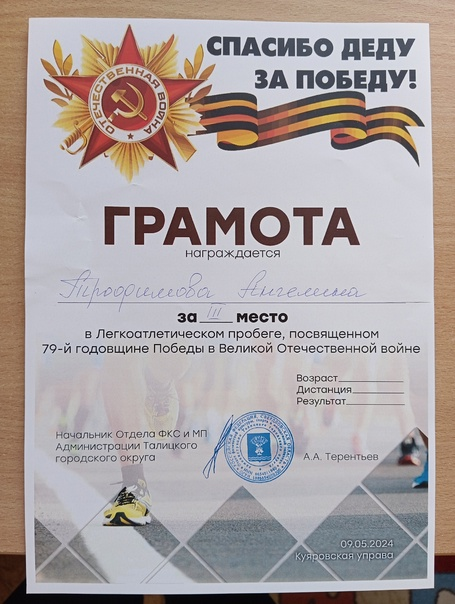 СПАСИБО ДЕДУ
ЗА ПОБЕДУ!
ОТЕЧЕСТВЕННАЯ ВОЙНА
ГРАМОТА
награждается
Трофимова Ангелина
за III место
в Легкоатлетическом пробеге, посвященном
79-й годовщине Победы в Великой Отечественной войне
Возраст
Дистанция
Результат
Начальник Отдела ФКС и МП
Администрации Талицкого
городского округа
А.А. Терентьев
09.05.2024
Куяровская управа